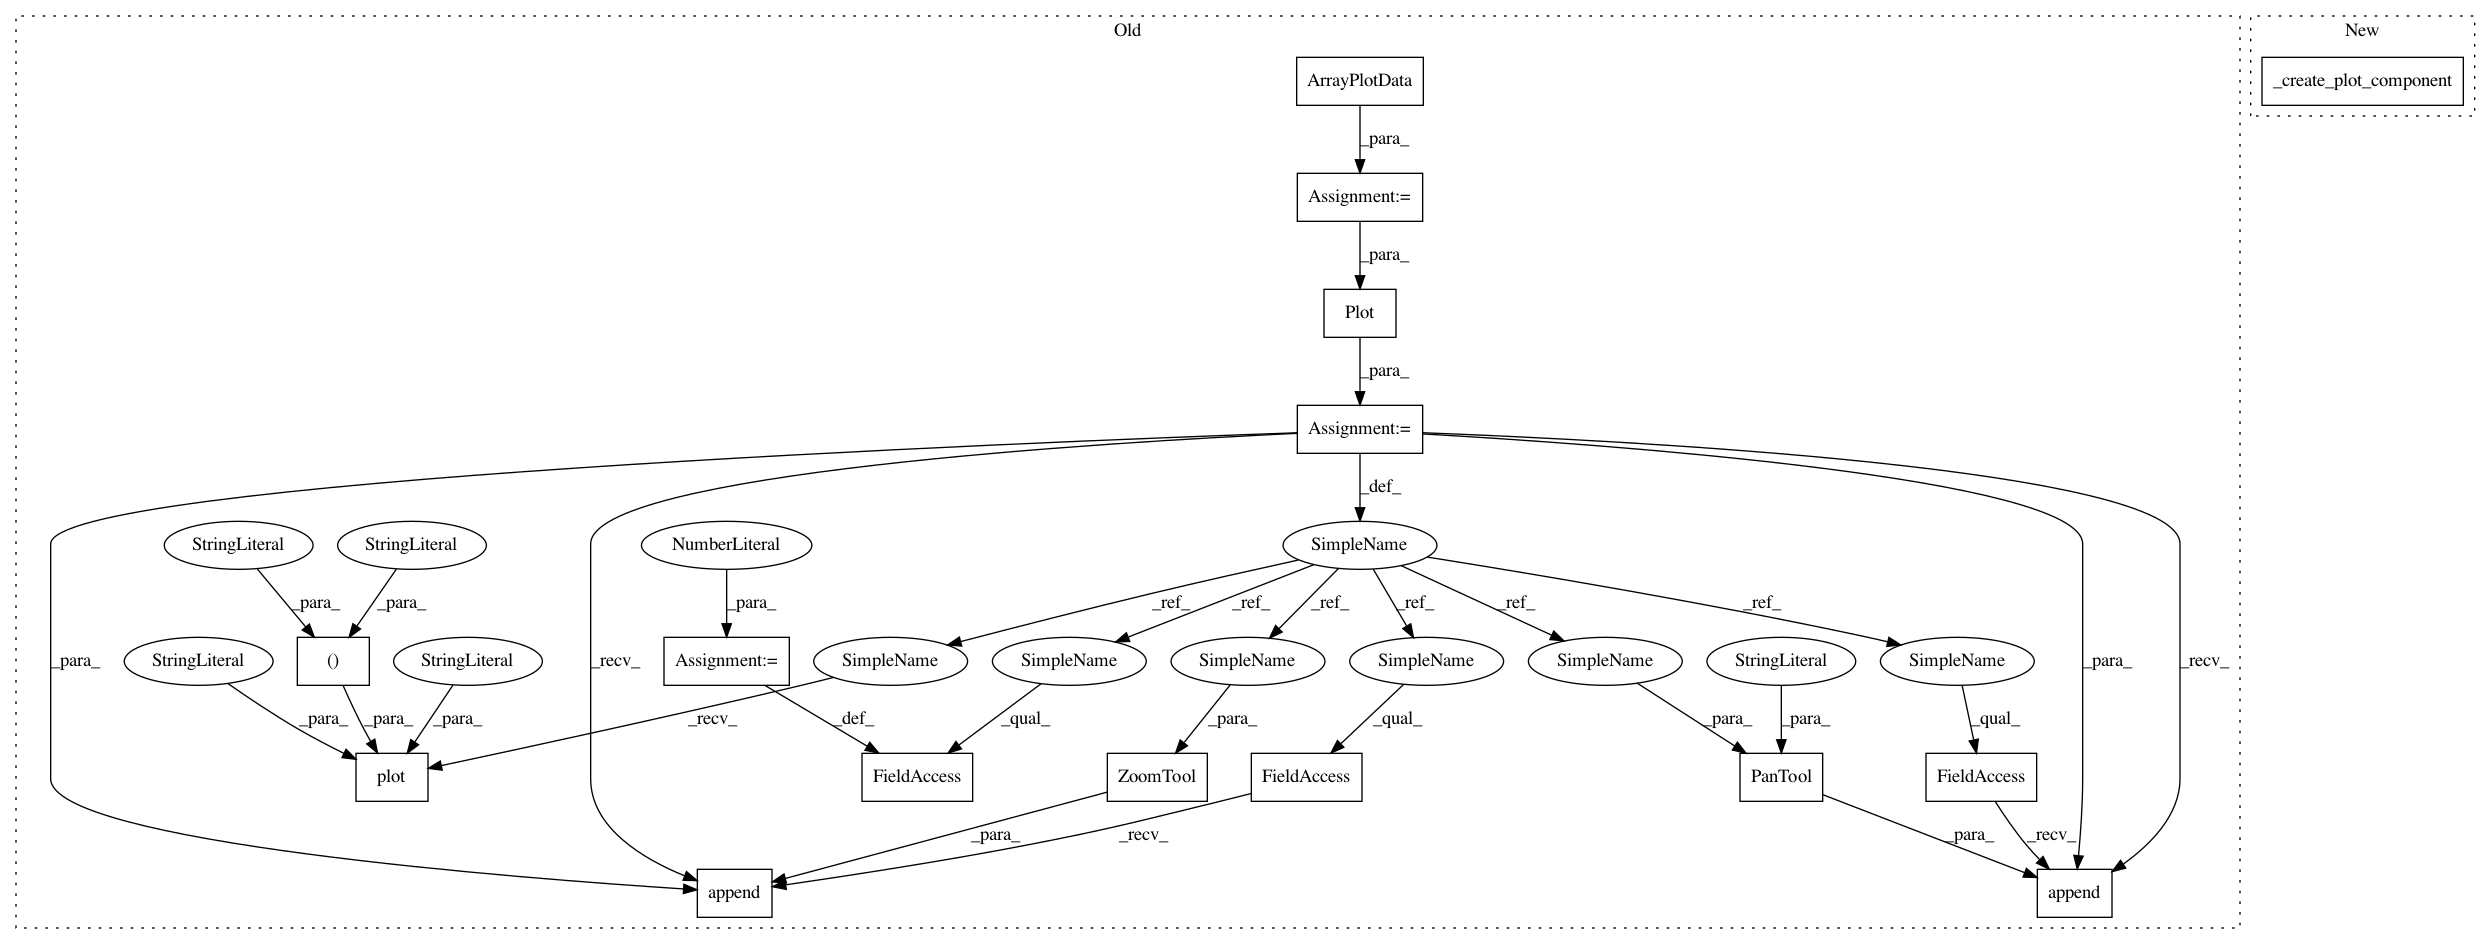 Old
New
ArrayPlotData
_create_plot_component
_para_
Assignment:=
_para_
Plot
_para_
Assignment:=
_def_
StringLiteral
StringLiteral
NumberLiteral
SimpleName
_para_
_para_
_para_
_ref_
_ref_
_ref_
_ref_
_ref_
_ref_
_para_
StringLiteral
()
StringLiteral
_recv_
Assignment:=
SimpleName
SimpleName
SimpleName
SimpleName
SimpleName
StringLiteral
SimpleName
_para_
_recv_
_para_
_para_
_para_
_recv_
_def_
_qual_
_para_
_qual_
_para_
_para_
_qual_
plot
FieldAccess
ZoomTool
FieldAccess
PanTool
FieldAccess
_para_
_recv_
_para_
_recv_
append
append